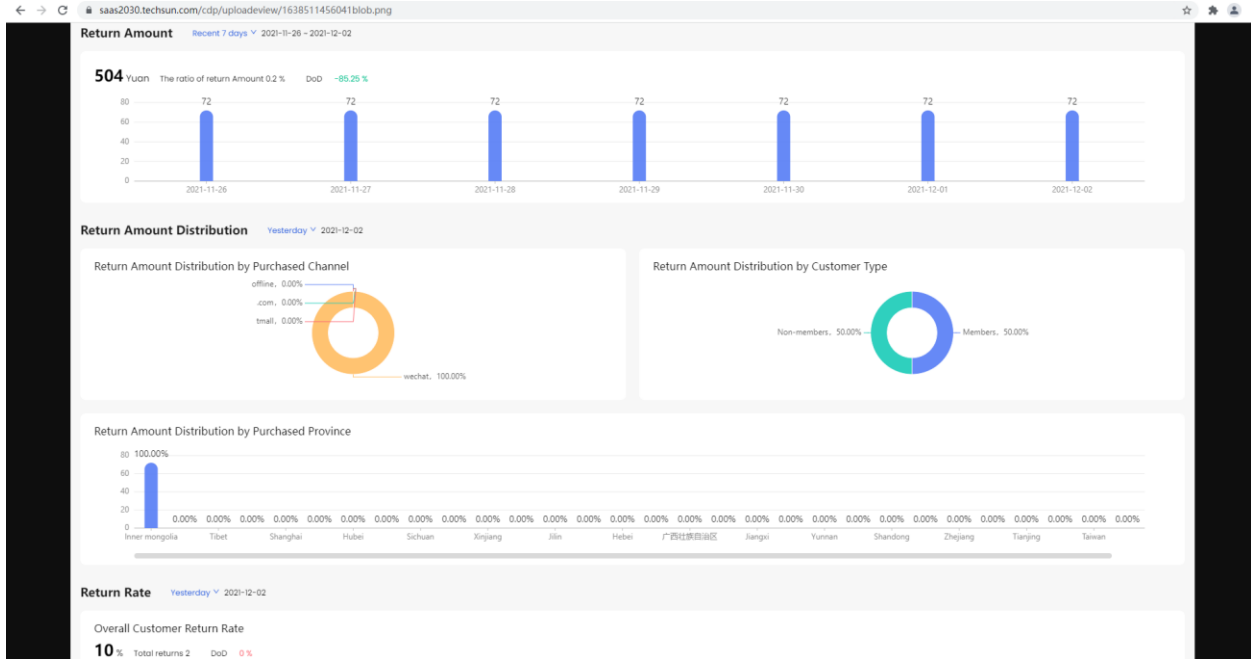 saas2030.techsun.com/cdp/uploadeview/1638511456041blob.png
Return Amount Recent 7 days 2021-11-26 ~ 2021-12-02
504 Yuan The ratio of return Amount 0.2 % DoD -85.25 %
80
60
40
20
0
72 72 72 72 72 72 72
2021-11-26 2021-11-27 2021-11-28 2021-11-29 2021-11-30 2021-12-01 2021-12-02
Return Amount Distribution Yesterday 2021-12-02
Return Amount Distribution by Purchased Channel
offline, 0.00%
.com, 0.00%
tmall, 0.00%
wechat, 100.00%
Return Amount Distribution by Customer Type
Non-members, 50.00%
Members, 50.00%
Return Amount Distribution by Purchased Province
80
60
40
20
0
100.00% 0.00% 0.00% 0.00% 0.00% 0.00% 0.00% 0.00% 0.00% 0.00% 0.00% 0.00% 0.00% 0.00% 0.00% 0.00% 0.00% 0.00% 0.00% 0.00% 0.00% 0.00% 0.00% 0.00% 0.00% 0.00% 0.00% 0.00% 0.00% 0.00%
Inner mongolia Tibet Shanghai Hubei Sichuan Xinjiang Jilin Hebei 广西壮族自治区 Jiangxi Yunnan Shandong Zhejiang Tianjing Taiwan
Return Rate Yesterday 2021-12-02
Overall Customer Return Rate
10 % Total returns 2 DoD 0 %